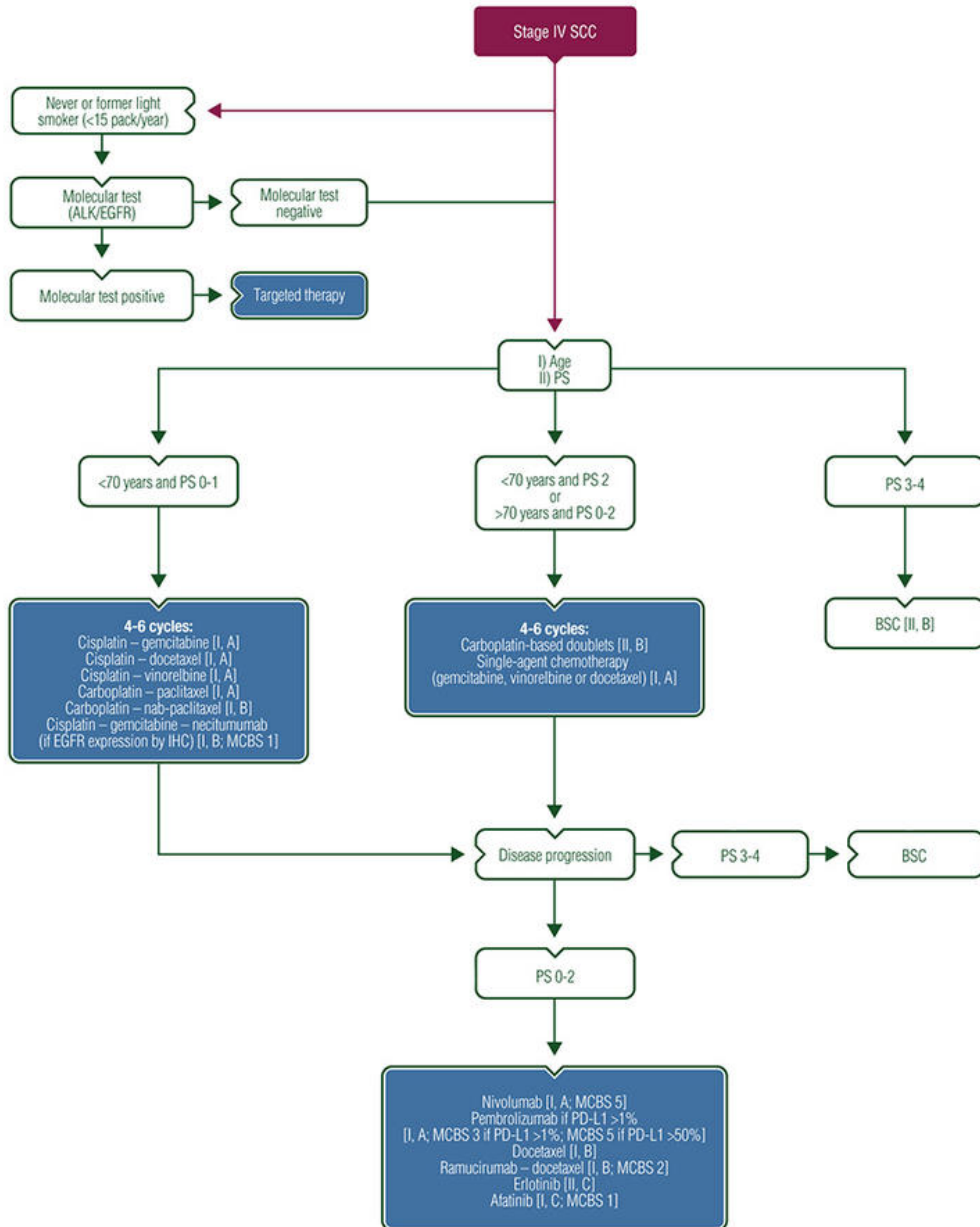 Stage IV SCC
Never or former light
smoker (<15 pack/year)
Molecular test
(ALK/EGFR)
Molecular test
negative
Molecular test positive
Targeted therapy
I) Age
II) PS
<70 years and PS 0-1
<70 years and PS 2
or
>70 years and PS 0-2
PS 3-4
4-6 cycles:
Cisplatin – gemcitabine [I, A]
Cisplatin – docetaxel [I, A]
Cisplatin – vinorelbine [I, A]
Carboplatin – paclitaxel [I, A]
Carboplatin – nab-paclitaxel [I, B]
Cisplatin – gemcitabine – necitumumab
(if EGFR expression by IHC) [I, B; MCBS 1]
4-6 cycles:
Carboplatin-based doublets [II, B]
Single-agent chemotherapy
(gemcitabine, vinorelbine or docetaxel) [I, A]
BSC [II, B]
Disease progression
PS 3-4
BSC
PS 0-2
Nivolumab [I, A; MCBS 5]
Pembrolizumab if PD-L1 >1%
[I, A; MCBS 3 if PD-L1 >1%; MCBS 5 if PD-L1 >50%]
Docetaxel [I, B]
Ramucirumab – docetaxel [I, B; MCBS 2]
Erlotinib [II, C]
Afatinib [I, C; MCBS 1]